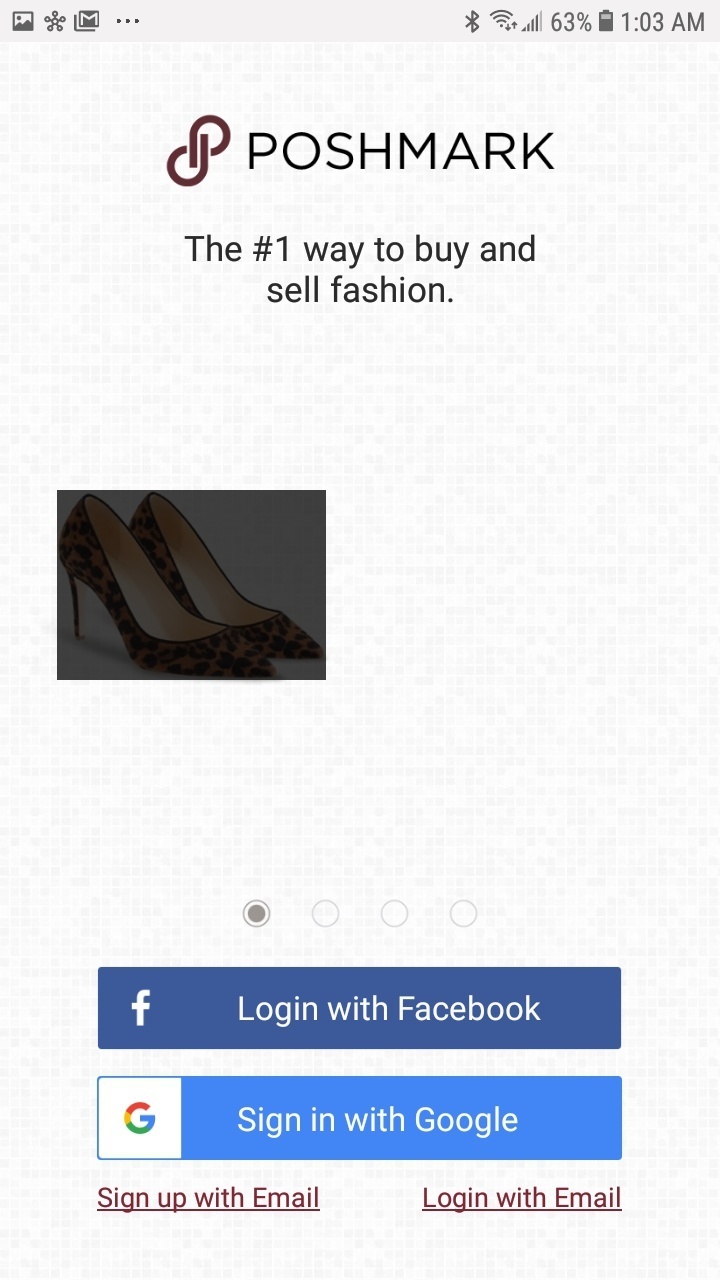 63% 1:03 AM
POSHMARK
The #1 way to buy and
sell fashion.
Login with Facebook
Sign in with Google
Sign up with Email Login with Email